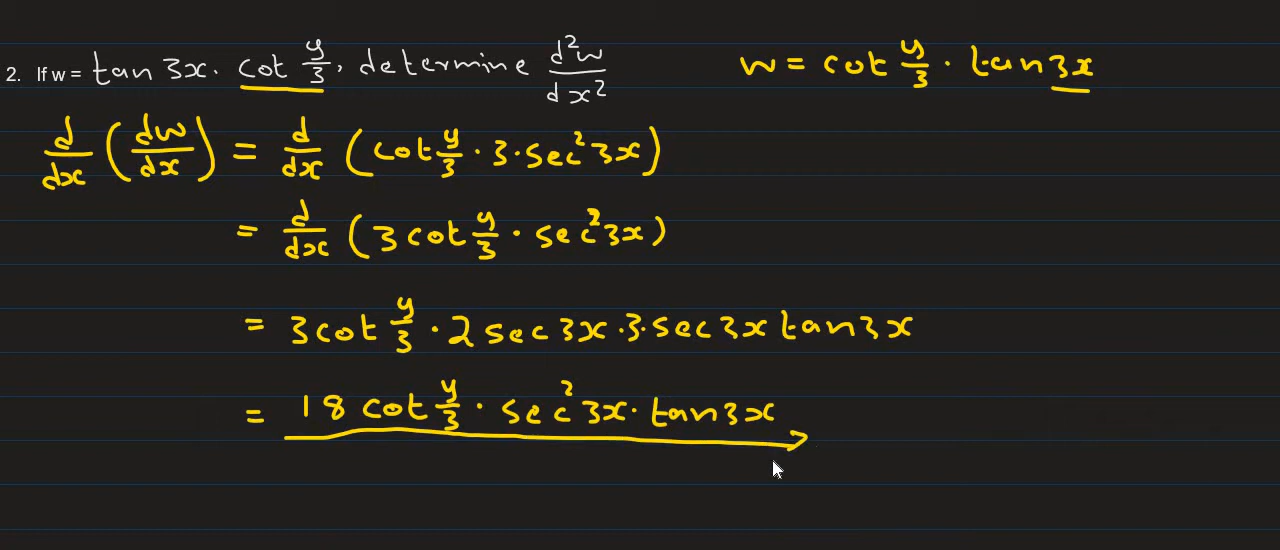 2. If w = tan 3x · cot y/3, determine d²w/dx²
w = cot y/3 · tan 3x
d/dx (dw/dx) = d/dx (cot y/3 · 3 · sec² 3x)
= d/dx (3 cot y/3 · sec² 3x)
= 3 cot y/3 · 2 sec 3x · 3 · sec 3x tan 3x
= 18 cot y/3 · sec² 3x · tan 3x